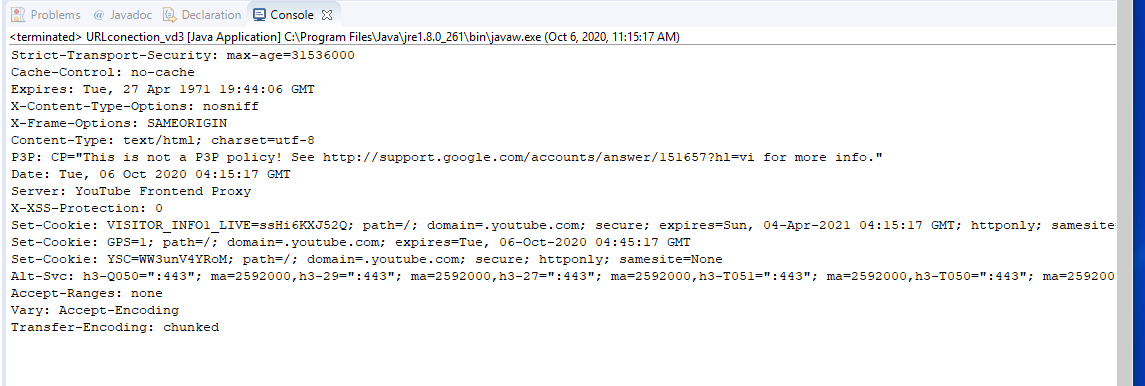 Problems Javadoc Declaration Console
<terminated> URLconection_vd3 [Java Application] C:\Program Files\Java\jre1.8.0_261\bin\javaw.exe (Oct 6, 2020, 11:15:17 AM)
Strict-Transport-Security: max-age=31536000
Cache-Control: no-cache
Expires: Tue, 27 Apr 1971 19:44:06 GMT
X-Content-Type-Options: nosniff
X-Frame-Options: SAMEORIGIN
Content-Type: text/html; charset=utf-8
P3P: CP="This is not a P3P policy! See http://support.google.com/accounts/answer/151657?hl=vi for more info."
Date: Tue, 06 Oct 2020 04:15:17 GMT
Server: YouTube Frontend Proxy
X-XSS-Protection: 0
Set-Cookie: VISITOR_INFO1_LIVE=ssHi6KXJ52Q; path=/; domain=.youtube.com; secure; expires=Sun, 04-Apr-2021 04:15:17 GMT; httponly; samesite
Set-Cookie: GPS=1; path=/; domain=.youtube.com; expires=Tue, 06-Oct-2020 04:45:17 GMT
Set-Cookie: YSC=WW3unV4YRoM; path=/; domain=.youtube.com; secure; httponly; samesite=None
Alt-Svc: h3-Q050=":443"; ma=2592000,h3-29=":443"; ma=2592000,h3-27=":443"; ma=2592000,h3-T051=":443"; ma=2592000,h3-T050=":443"; ma=2592000
Accept-Ranges: none
Vary: Accept-Encoding
Transfer-Encoding: chunked